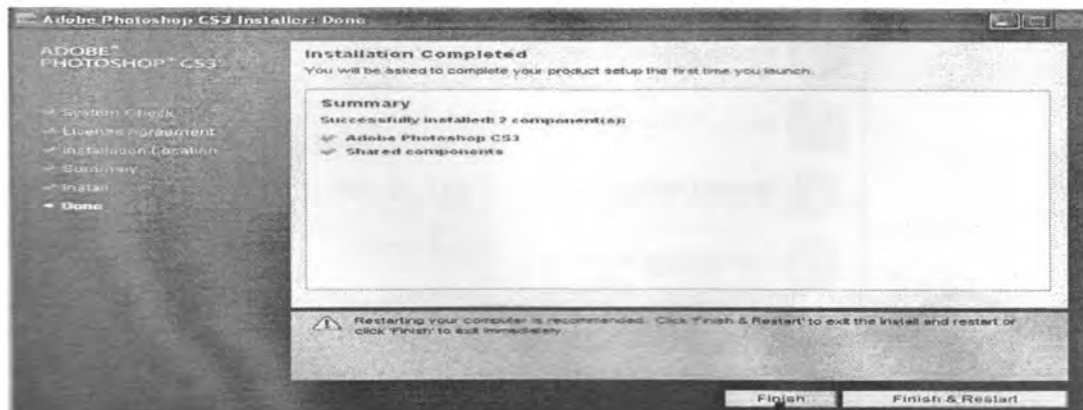 Adobe Photoshop CS3 Installer: Done
ADOBE®
PHOTOSHOP® CS3
System Check
License Agreement
Installation Location
Summary
Install
Done
Installation Completed
You will be asked to complete your product setup the first time you launch.
Summary
Successfully installed: 2 component(s):
Adobe Photoshop CS3
Shared components
Restarting your computer is recommended. Click 'Finish & Restart' to exit the install and restart or
click 'Finish' to exit immediately.
Finish
Finish & Restart